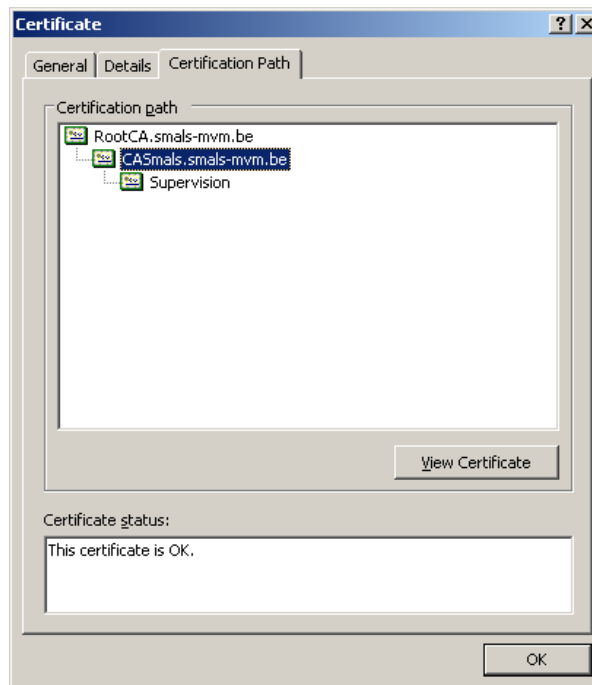 Certificate
General Details Certification Path
Certification path
RootCA.smals-mvm.be
CASmals.smals-mvm.be
Supervision
View Certificate
Certificate status:
This certificate is OK.
OK